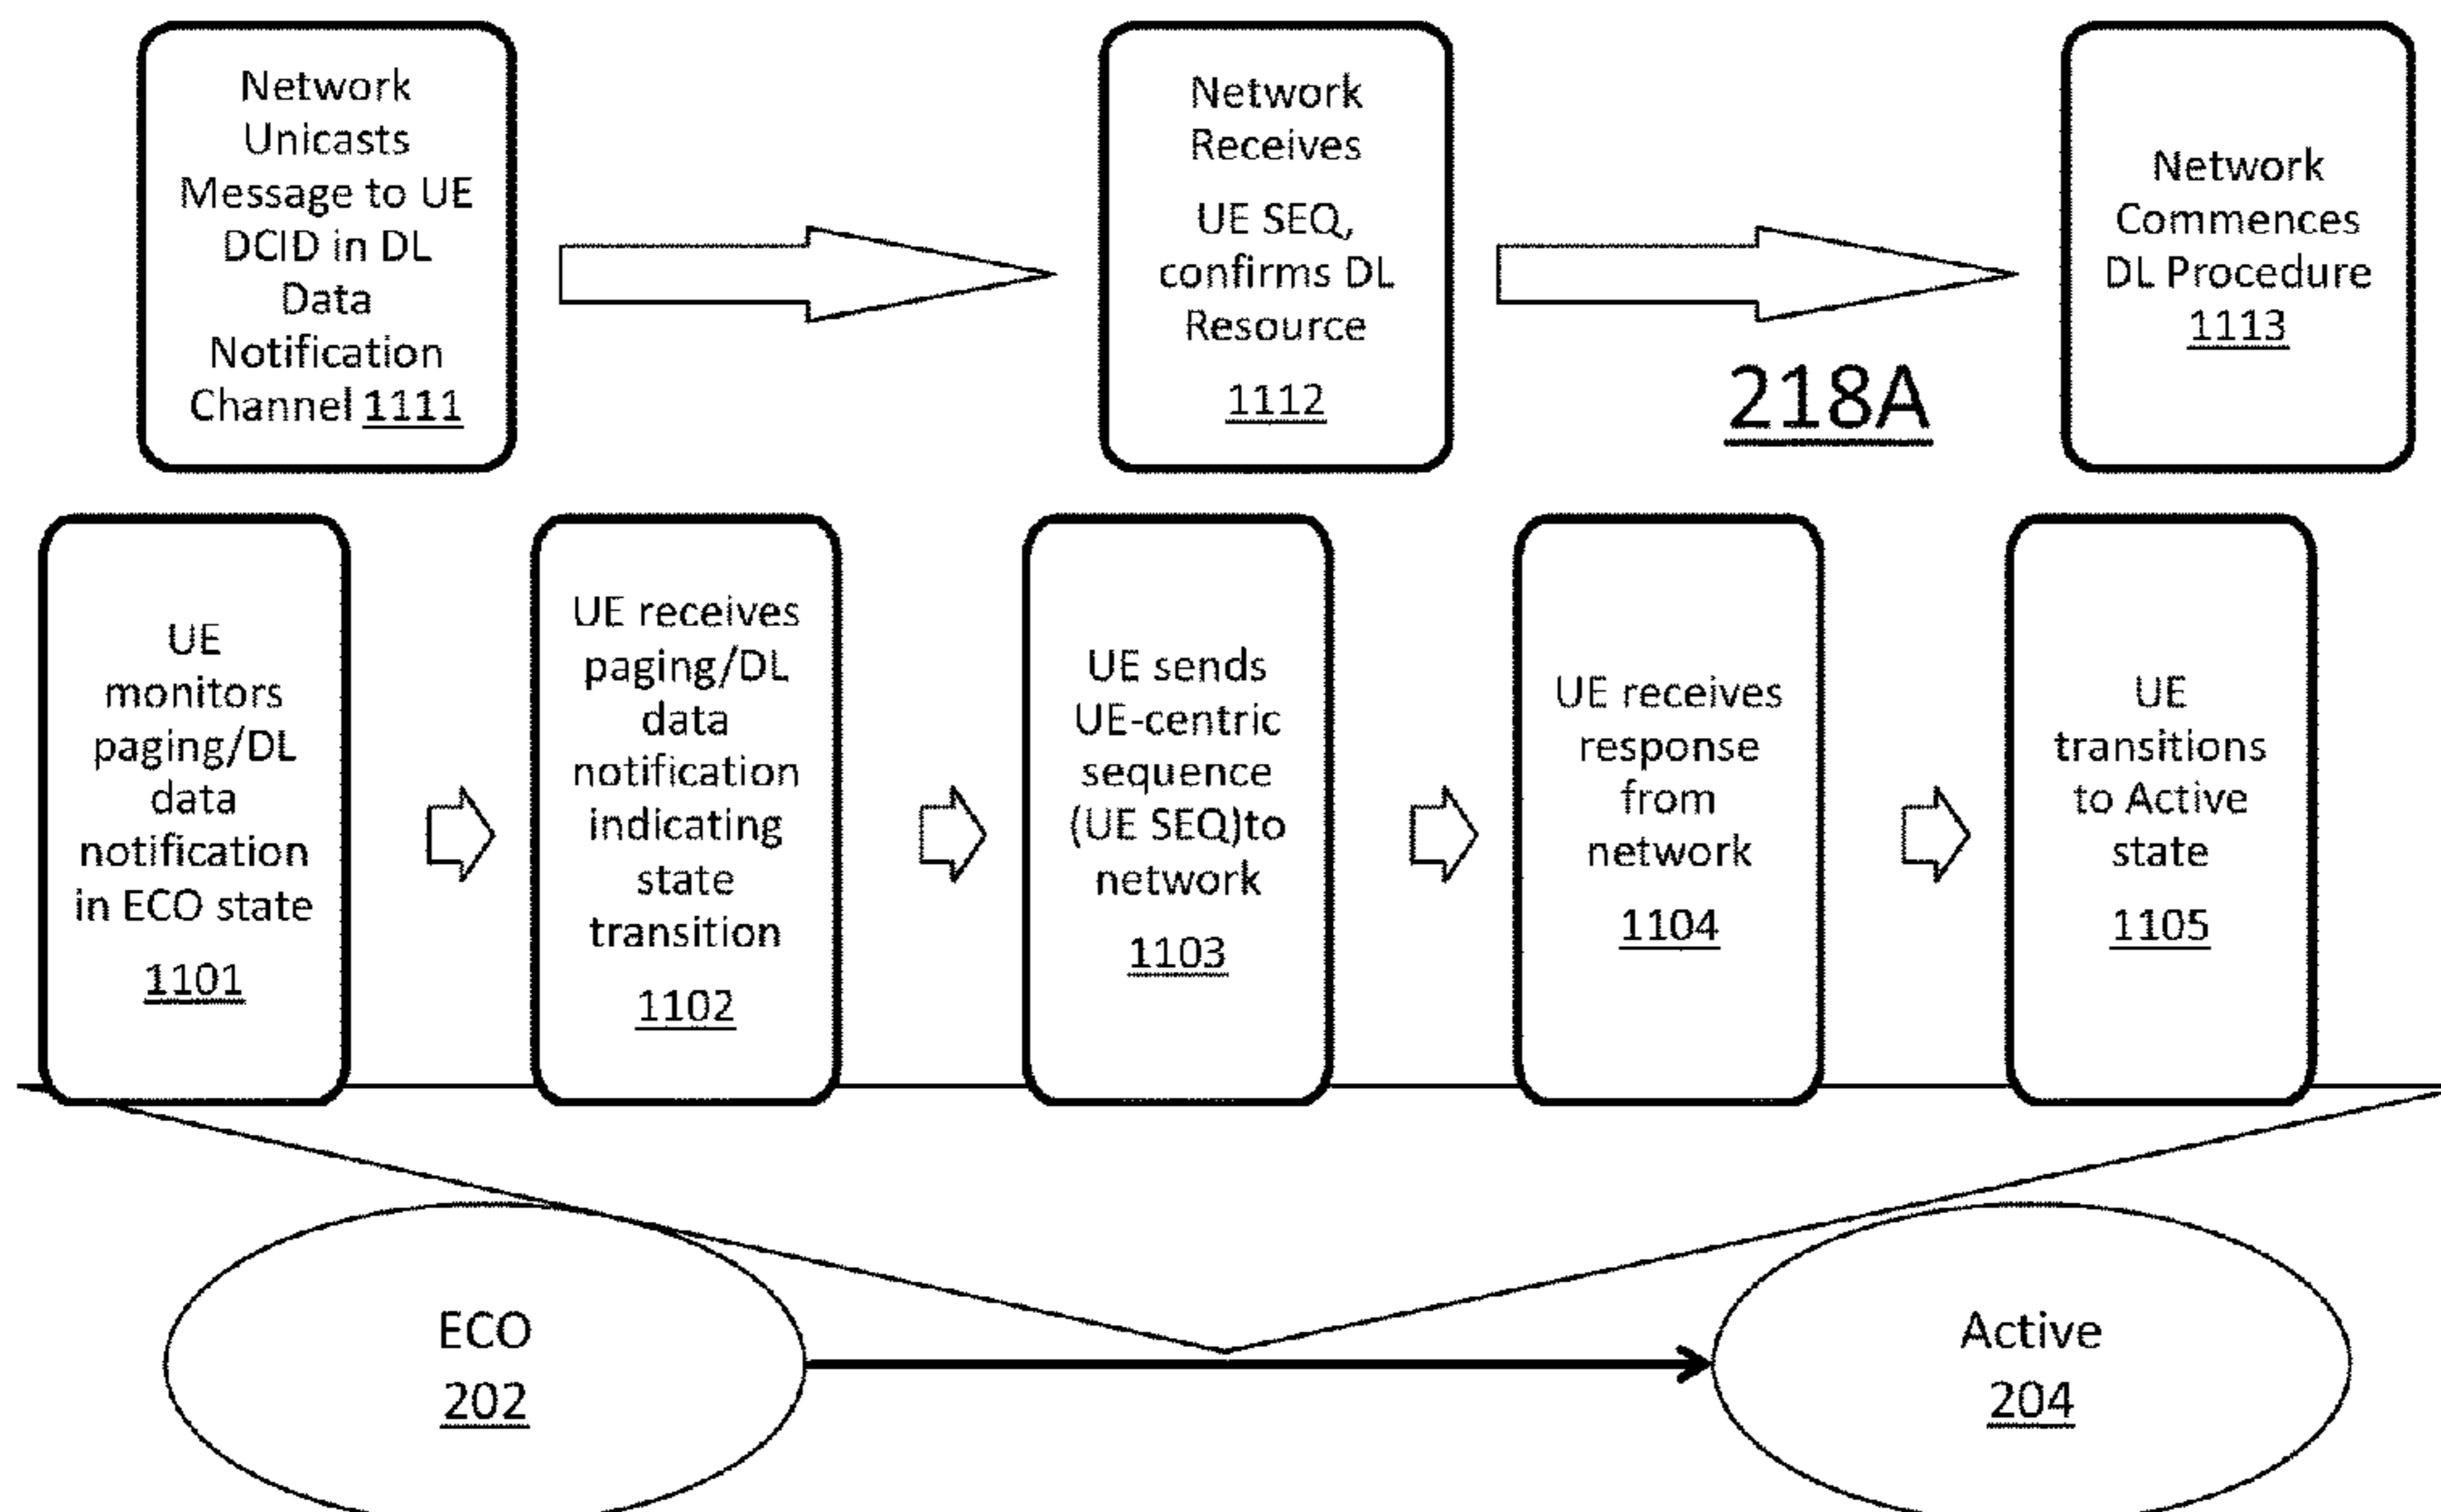 Network
Unicasts
Message to UE
DCID in DL
Data
Notification
Channel 1111
Network
Receives
UE SEQ,
confirms DL
Resource
1112
Network
Commences
DL Procedure
1113
218A
UE
monitors
paging/DL
data
notification
in ECO state
1101
UE receives
paging/DL
data
notification
indicating
state
transition
1102
UE sends
UE-centric
sequence
(UE SEQ)to
network
1103
UE receives
response
from
network
1104
UE
transitions
to Active
state
1105
ECO
202
Active
204